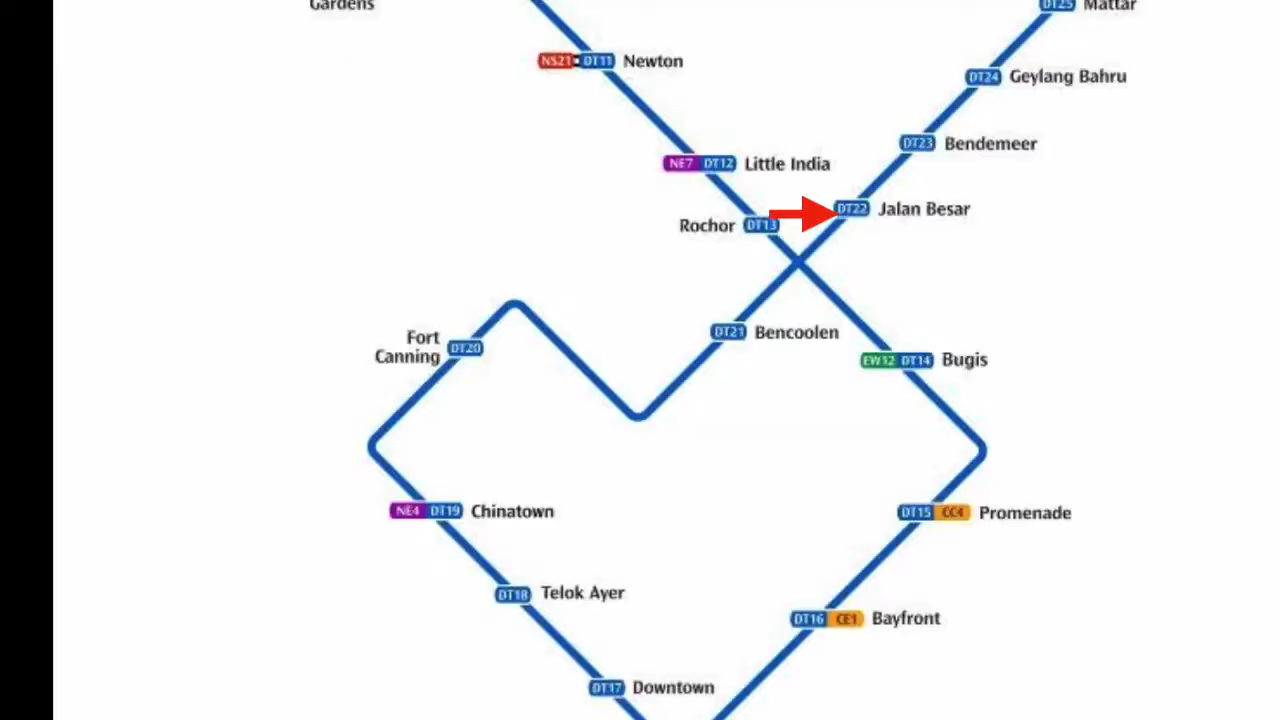 Gardens
DT25 Mattar
NS21 DT11 Newton
DT24 Geylang Bahru
DT23 Bendemeer
NE7 DT12 Little India
DT22 Jalan Besar
Rochor DT13
DT21 Bencoolen
Fort
Canning DT20
EW12 DT14 Bugis
NE4 DT19 Chinatown
DT15 CC4 Promenade
DT18 Telok Ayer
DT16 CE1 Bayfront
DT17 Downtown